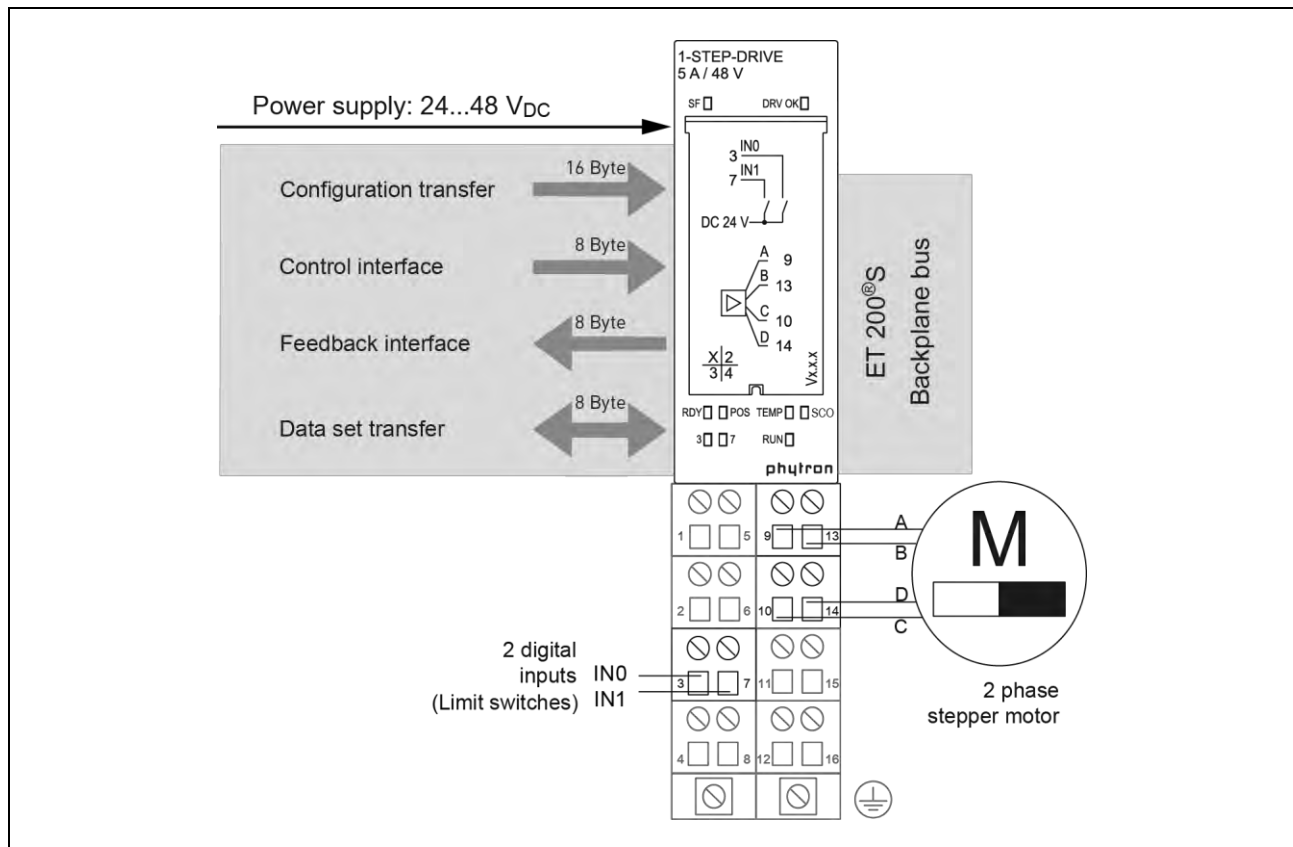 1-STEP-DRIVE
5 A / 48 V
SF
DRV OK
Power supply: 24...48 VDC
Configuration transfer
16 Byte
Control interface
8 Byte
Feedback interface
8 Byte
Data set transfer
8 Byte
3 IN0
7 IN1
DC 24 V
A 9
B 13
C 10
D 14
X 2
3 4
Vx.x.x
RDY POS TEMP SCO
3 7 RUN
phytron
ET 200®S
Backplane bus
1 5 9 13
2 6 10 14
3 7 11 15
4 8 12 16
A
B
D
C
M
2 phase
stepper motor
2 digital
inputs IN0
(Limit switches) IN1